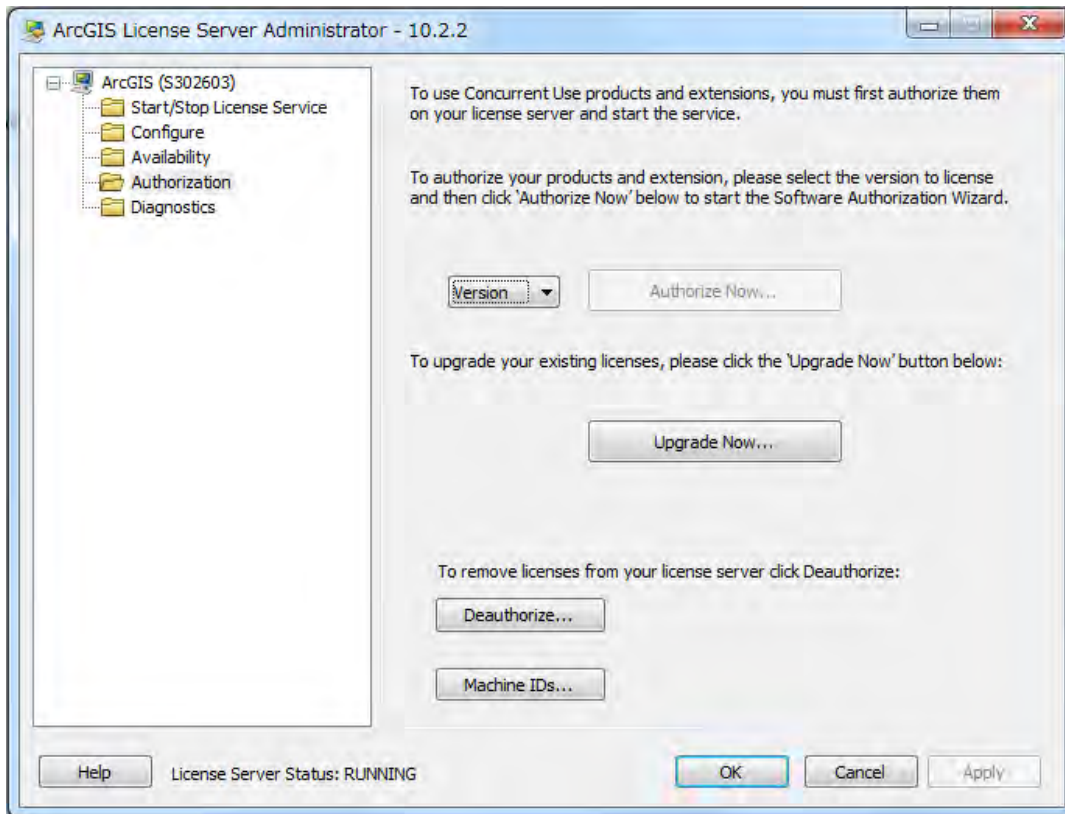 ArcGIS License Server Administrator - 10.2.2
ArcGIS (S302603)
Start/Stop License Service
Configure
Availability
Authorization
Diagnostics
To use Concurrent Use products and extensions, you must first authorize them
on your license server and start the service.
To authorize your products and extension, please select the version to license
and then click 'Authorize Now' below to start the Software Authorization Wizard.
Version
Authorize Now...
To upgrade your existing licenses, please click the 'Upgrade Now' button below:
Upgrade Now...
To remove licenses from your license server click Deauthorize:
Deauthorize...
Machine IDs...
Help
License Server Status: RUNNING
OK
Cancel
Apply